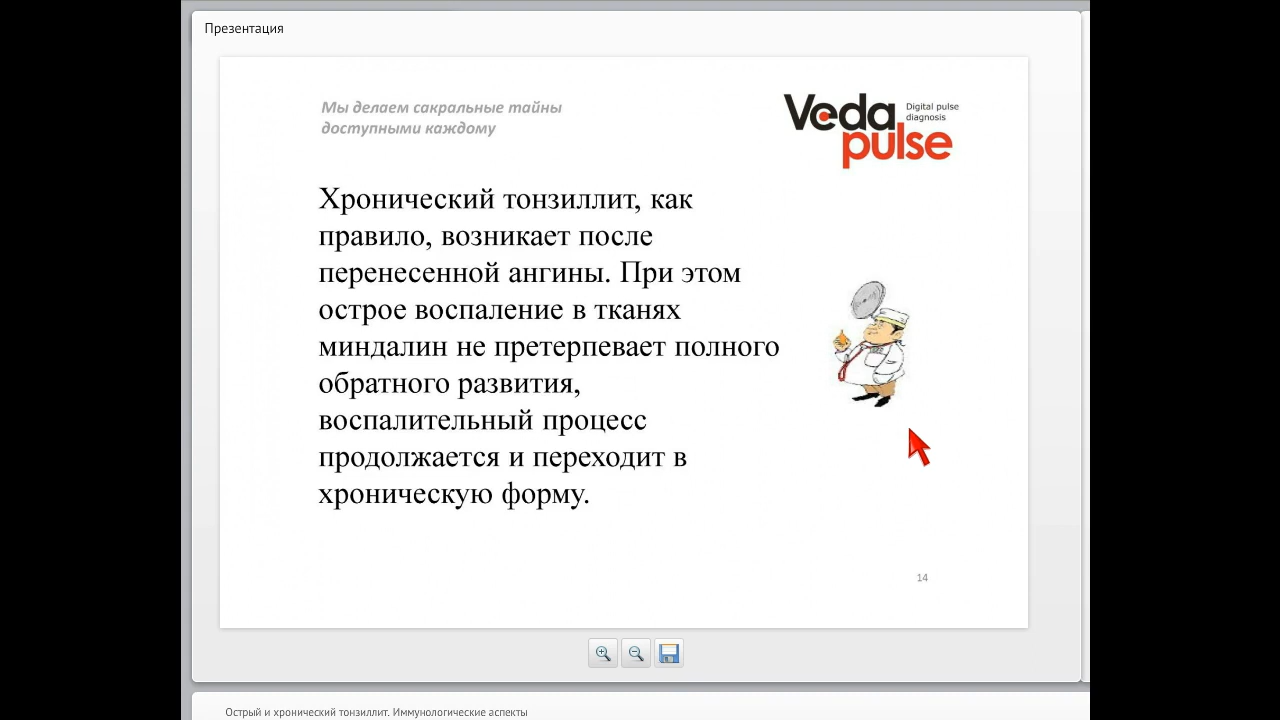 Презентация
Мы делаем сакральные тайны
доступными каждому
Veda
pulse
Digital pulse
diagnosis
Хронический тонзиллит, как
правило, возникает после
перенесенной ангины. При этом
острое воспаление в тканях
миндалин не претерпевает полного
обратного развития,
воспалительный процесс
продолжается и переходит в
хроническую форму.
14
Острый и хронический тонзиллит. Иммунологические аспекты